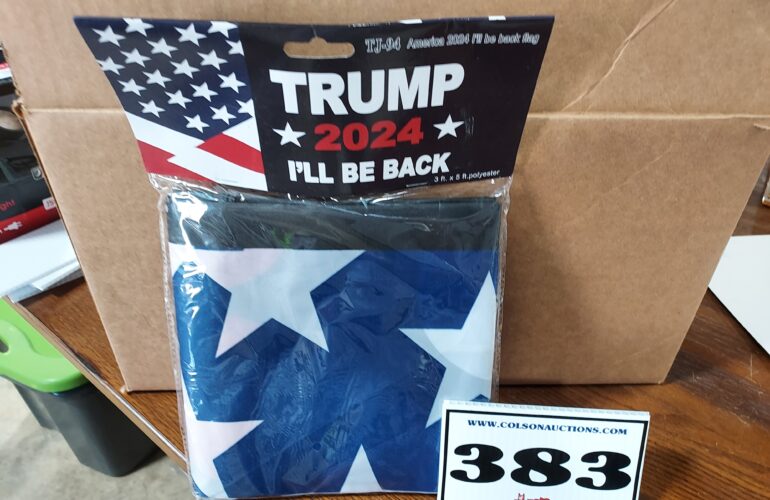 TJ-94 America 2024 I'll be back flag
TRUMP
2024
I'LL BE BACK
3 ft. x 5 ft.polyester
WWW.COLSONAUCTIONS.COM
383